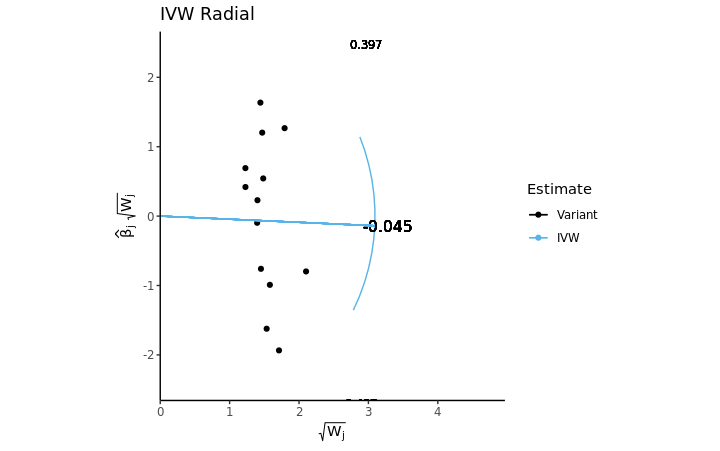 IVW Radial
0.397
2
1
0
-1
-2
β̂j √Wj
-0.045
0 1 2 3 4
√Wj
Estimate
Variant
IVW